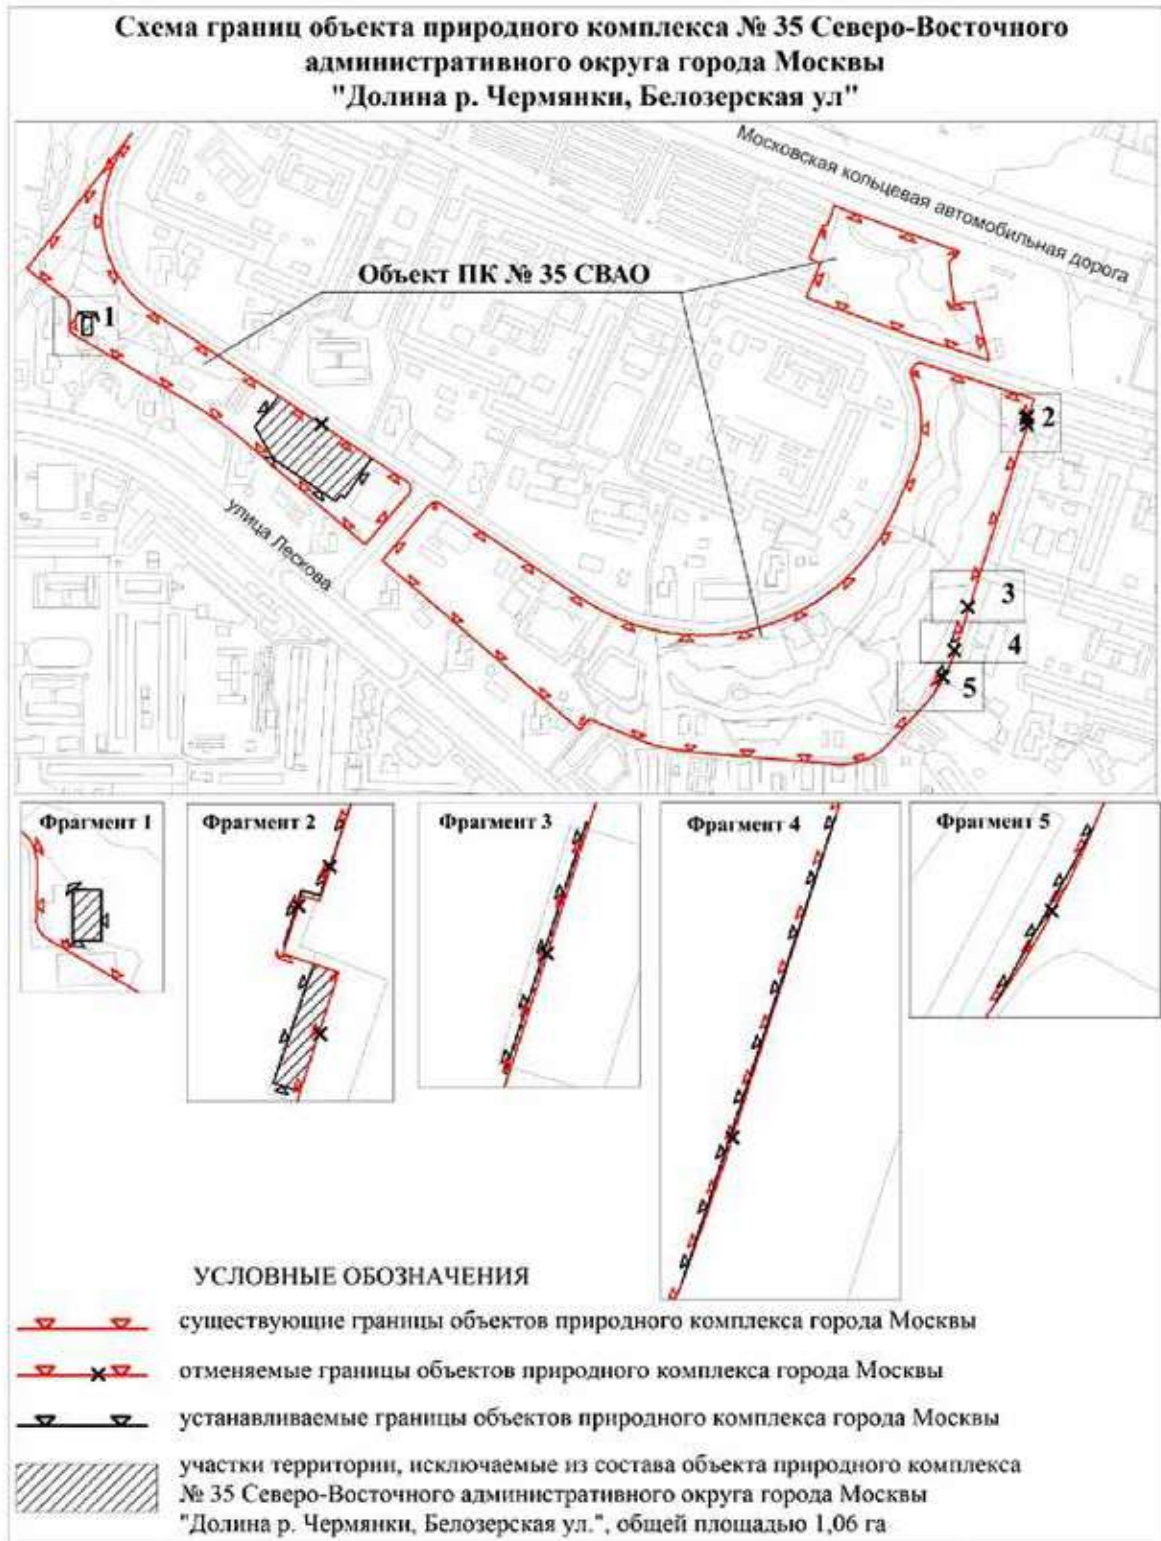 Схема границ объекта природного комплекса № 35 Северо-Восточного
административного округа города Москвы
"Долина р. Чермянки, Белозерская ул"
Московская кольцевая автомобильная дорога
Объект ПК № 35 СВАО
1
2
улица Лескова
3
4
5
Фрагмент 1
Фрагмент 2
Фрагмент 3
Фрагмент 4
Фрагмент 5
УСЛОВНЫЕ ОБОЗНАЧЕНИЯ
существующие границы объектов природного комплекса города Москвы
отменяемые границы объектов природного комплекса города Москвы
устанавливаемые границы объектов природного комплекса города Москвы
участки территории, исключаемые из состава объекта природного комплекса
№ 35 Северо-Восточного административного округа города Москвы
"Долина р. Чермянки, Белозерская ул.", общей площадью 1,06 га